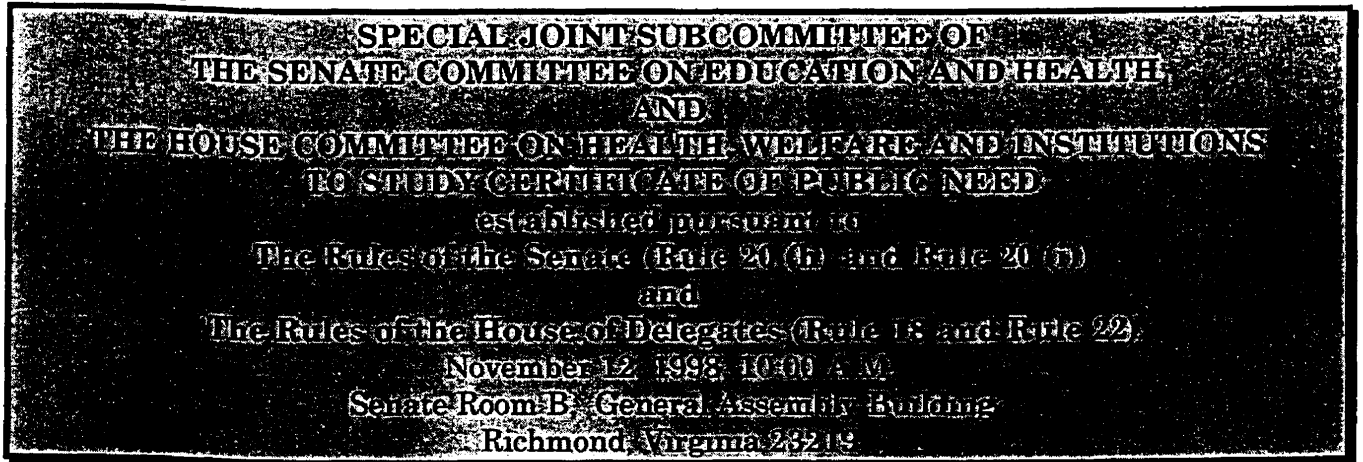 SPECIAL JOINT SUBCOMMITTEE OF
THE SENATE COMMITTEE ON EDUCATION AND HEALTH
AND
THE HOUSE COMMITTEE ON HEALTH WELFARE AND INSTITUTIONS
TO STUDY CERTIFICATE OF PUBLIC NEED
established pursuant to
The Rules of the Senate (Rule 20 (h) and Rule 20 (i))
and
The Rules of the House of Delegates (Rule 18 and Rule 22)
November 12, 1998, 10:00 A.M.
Senate Room B, General Assembly Building
Richmond, Virginia 23219